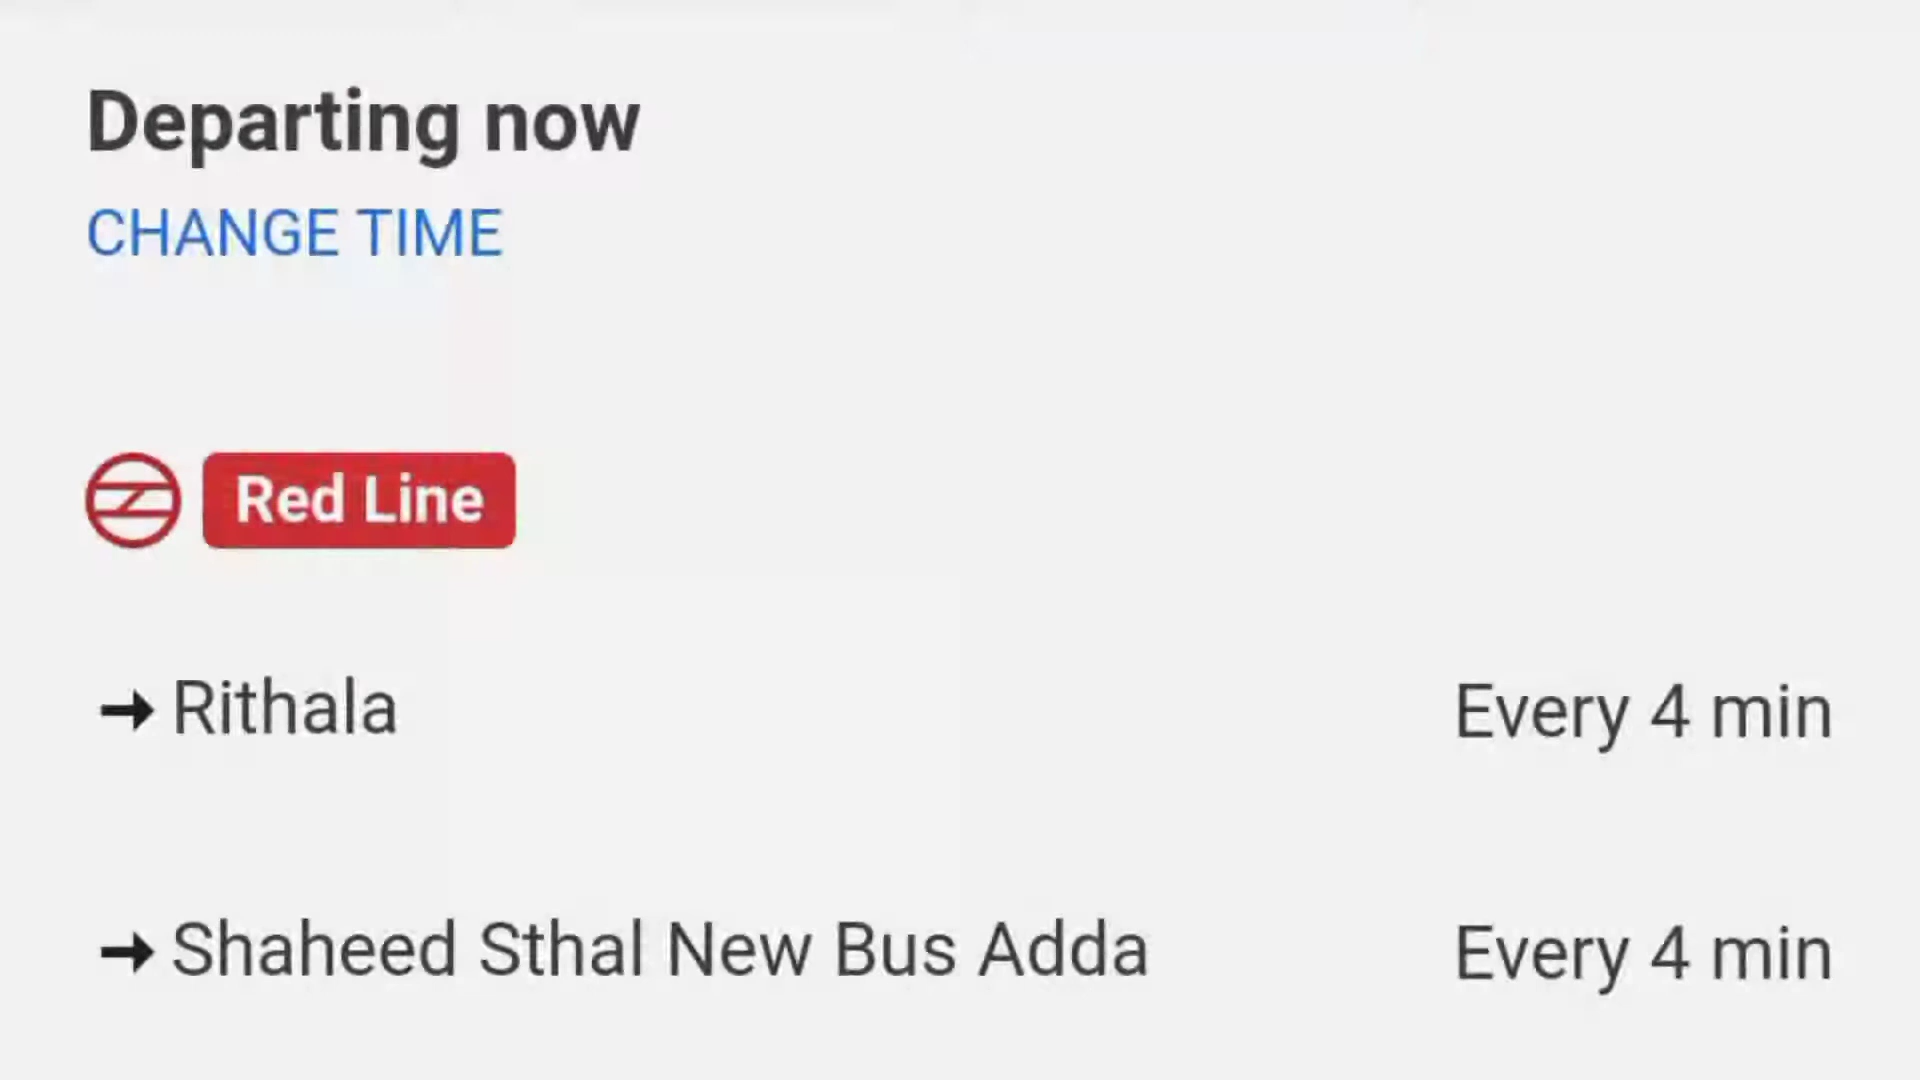 Departing now
CHANGE TIME
Red Line
Rithala Every 4 min
Shaheed Sthal New Bus Adda Every 4 min